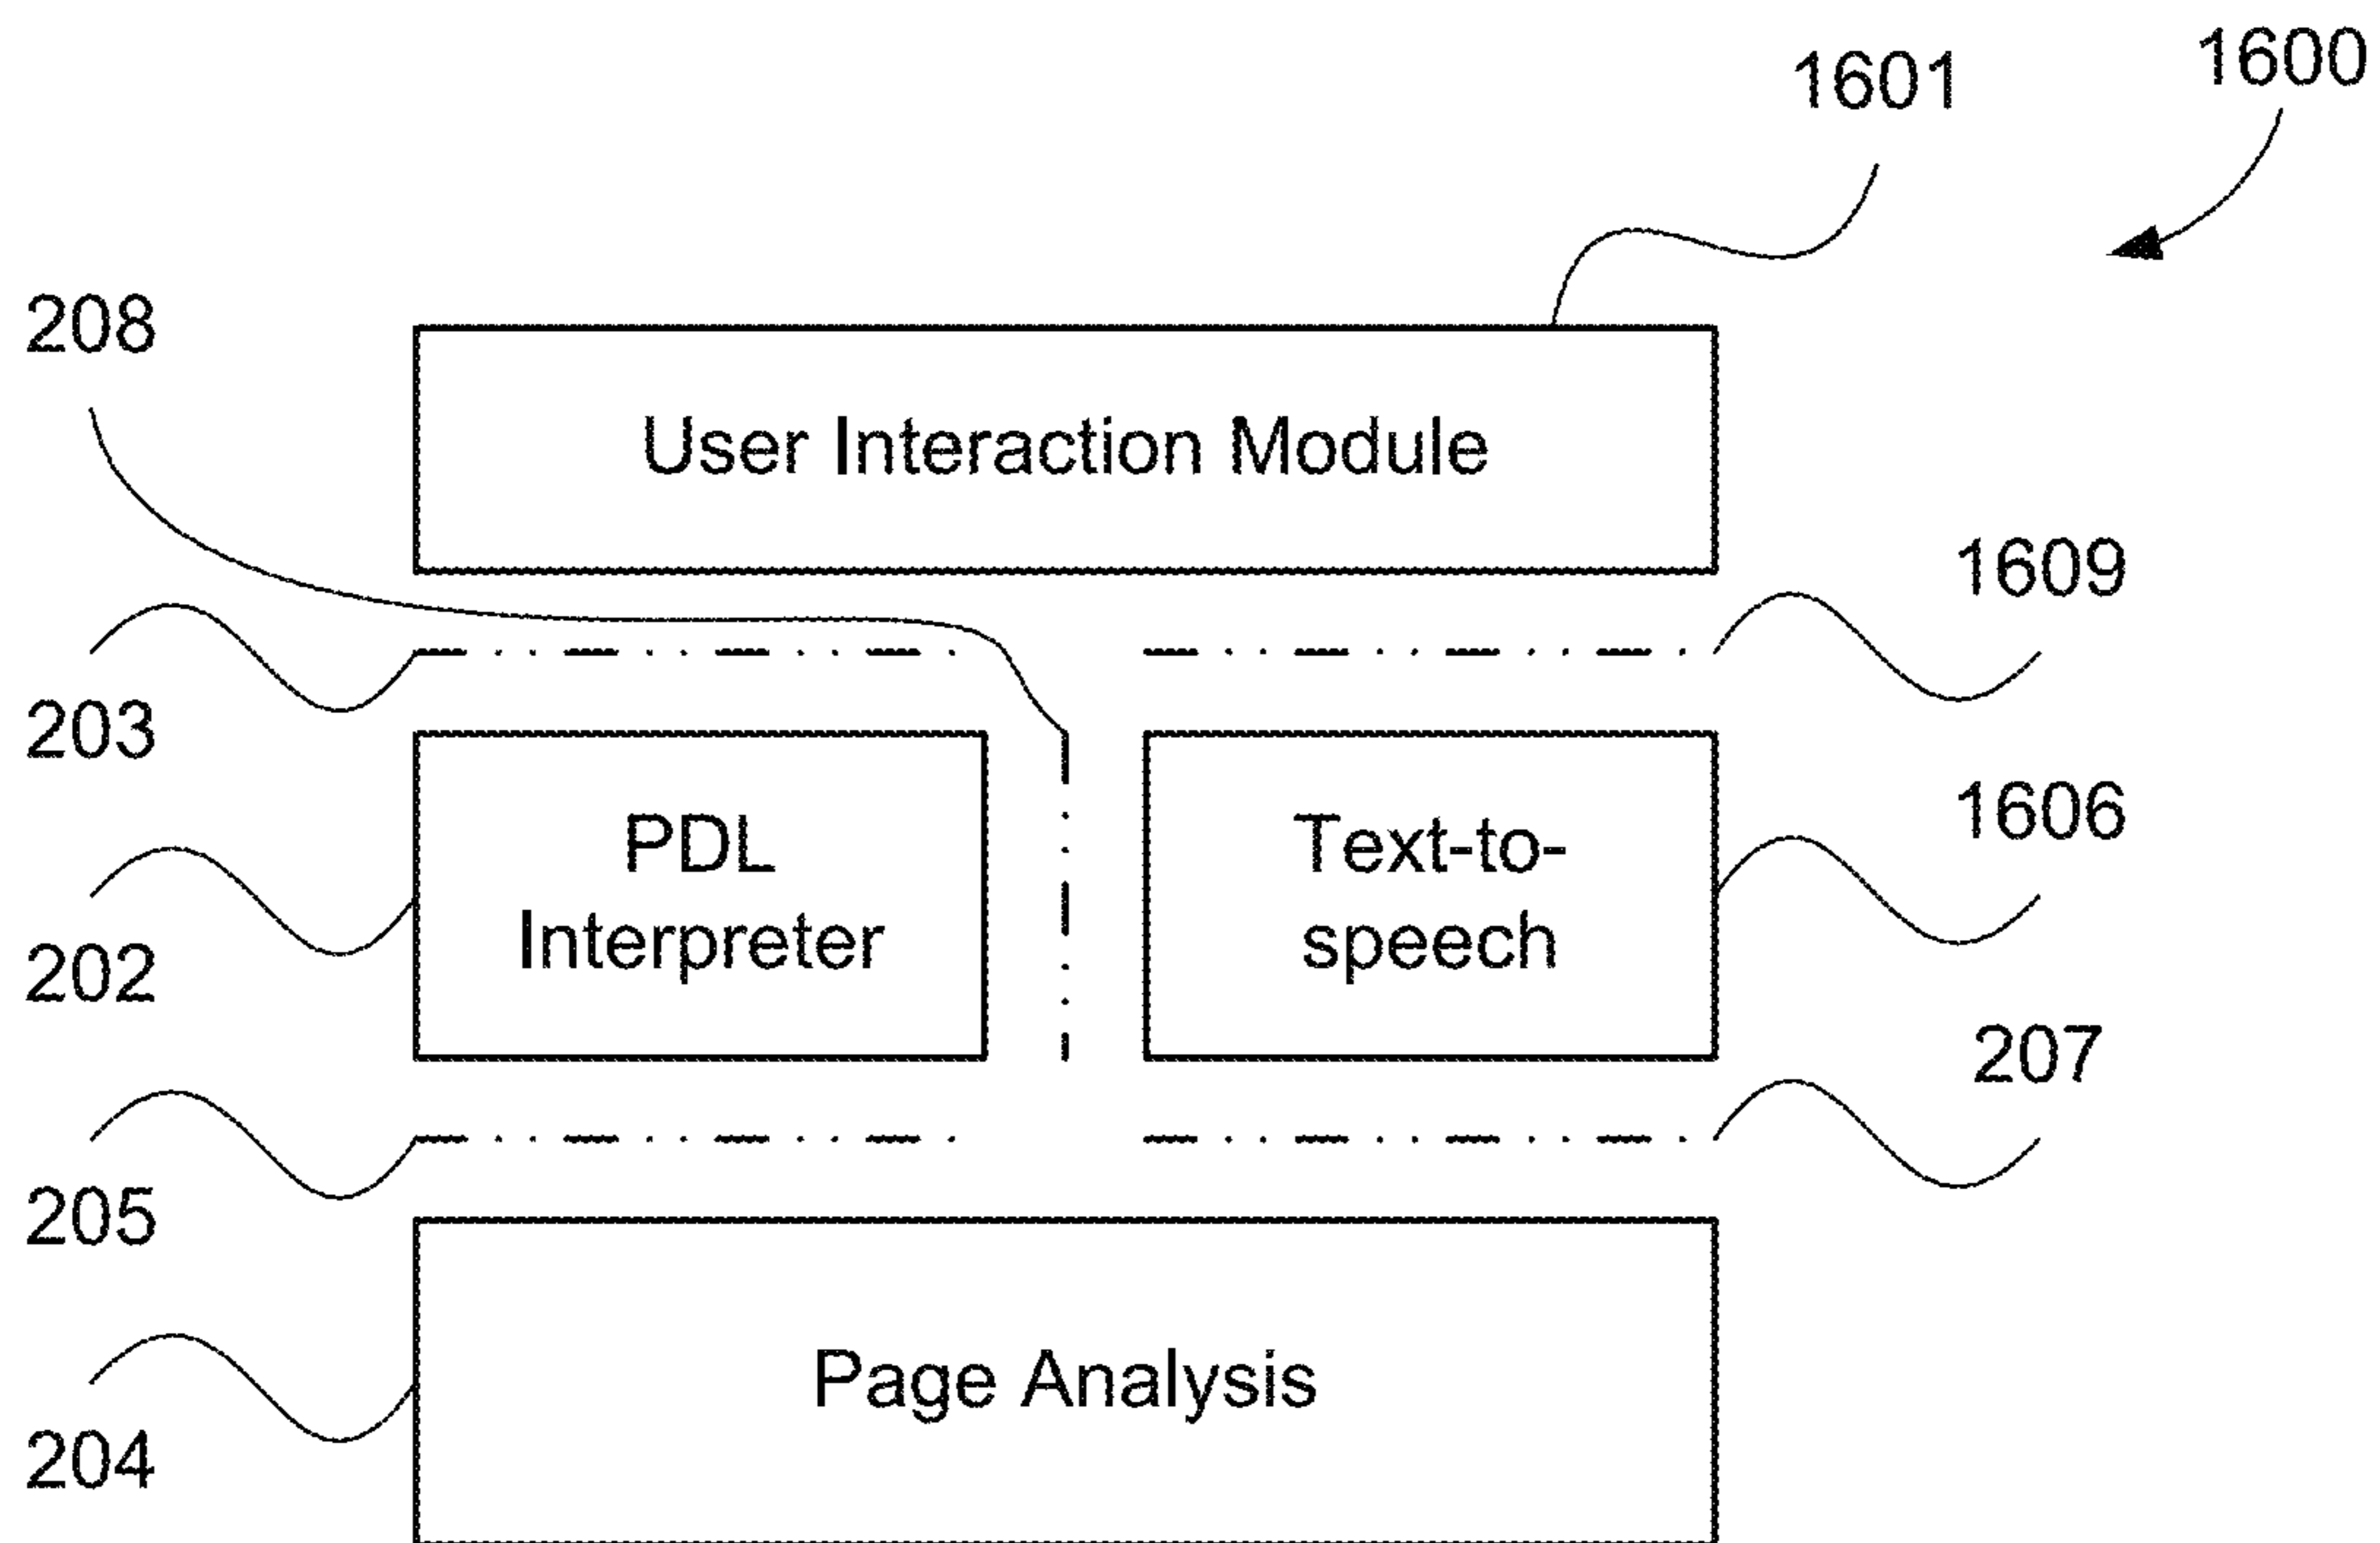 1600
1601
208
User Interaction Module
1609
203
PDL
Interpreter
Text-to-
speech
1606
202
207
205
Page Analysis
204